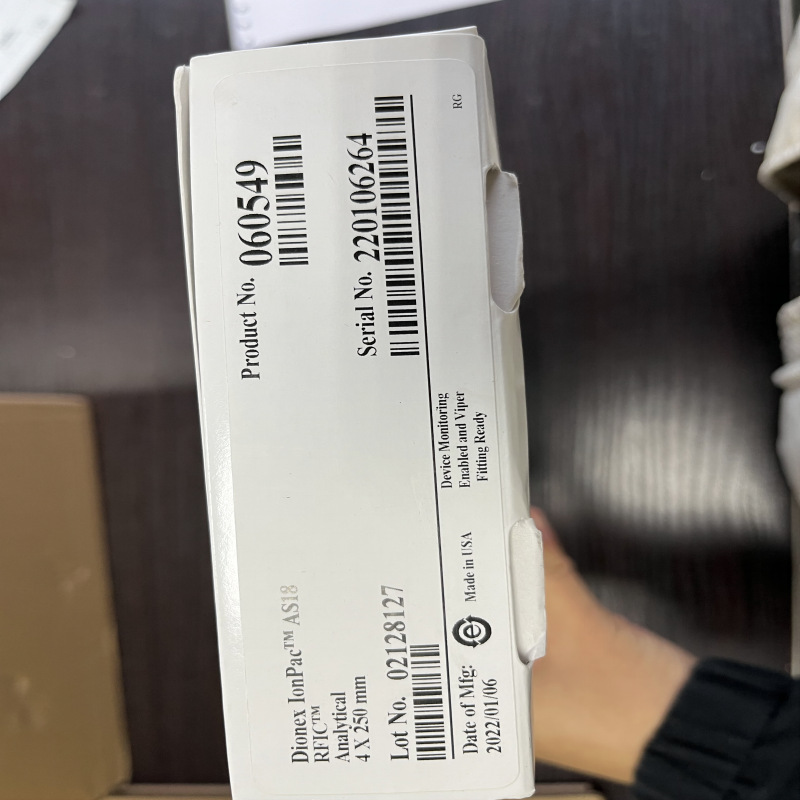 Dionex IonPac™ AS18
RFIC™
Analytical
4 X 250 mm
Product No. 060549
Lot No. 02128127
Serial No. 220106264
Date of Mfg:
2022/01/06
e
Made in USA
Device Monitoring
Enabled and Viper
Fitting Ready
RG